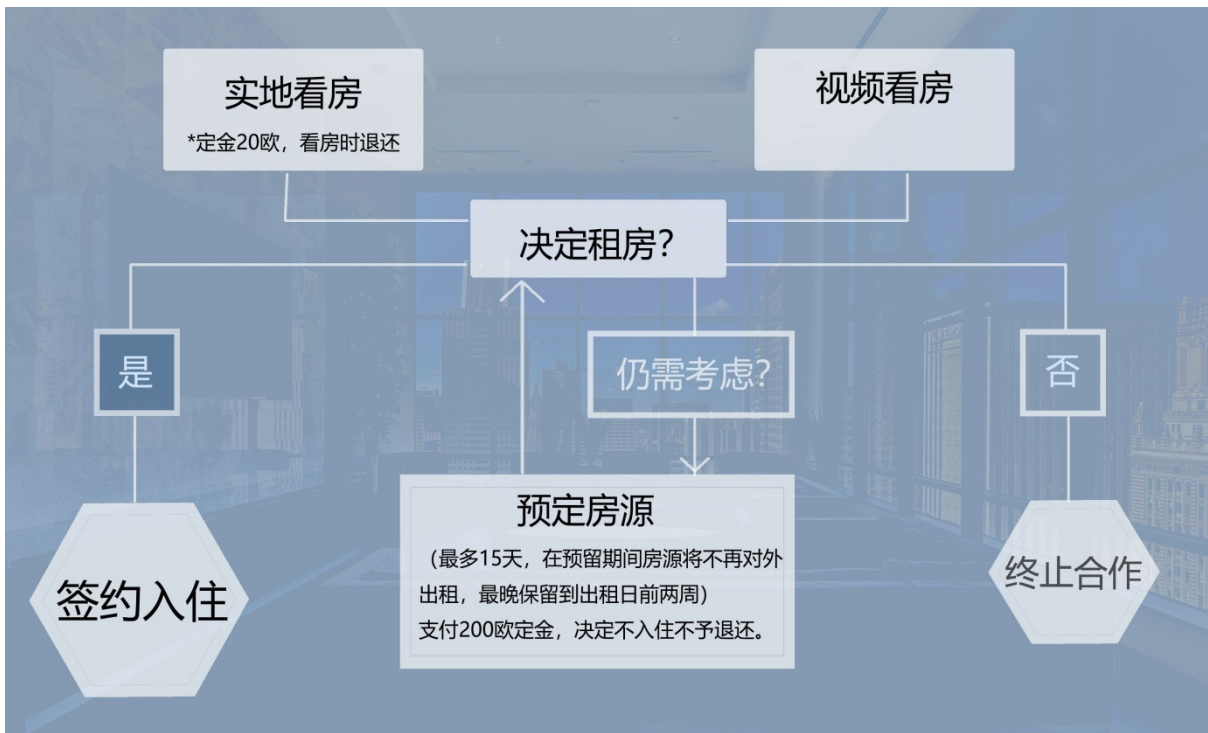 实地看房
*定金20欧，看房时退还
视频看房
决定租房？
是
仍需考虑？
否
预定房源
（最多15天，在预留期间房源将不再对外
出租，最晚保留到出租日前两周）
支付200欧定金，决定不入住不予退还。
签约入住
终止合作